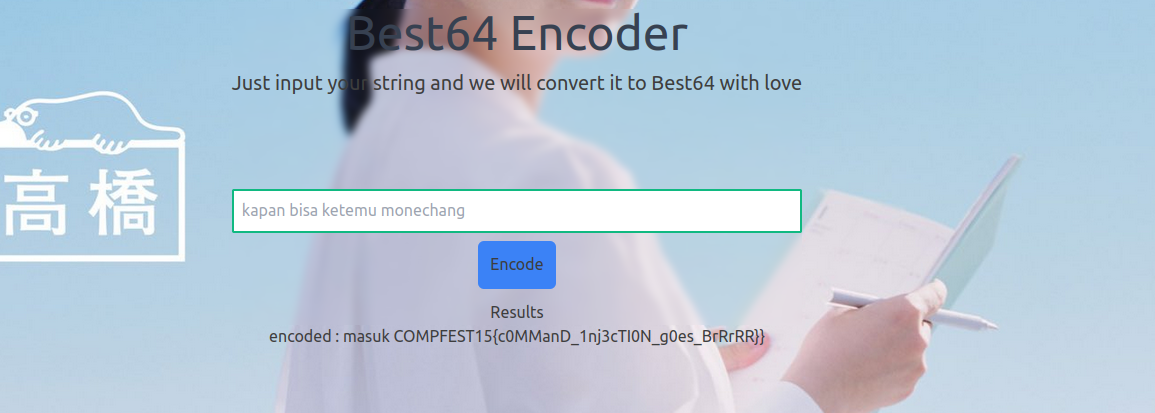 Best64 Encoder
Just input your string and we will convert it to Best64 with love
高橋
kapan bisa ketemu monechang
Encode
Results
encoded : masuk COMPFEST15{c0MManD_1nj3cTI0N_g0es_BrRrRR}}